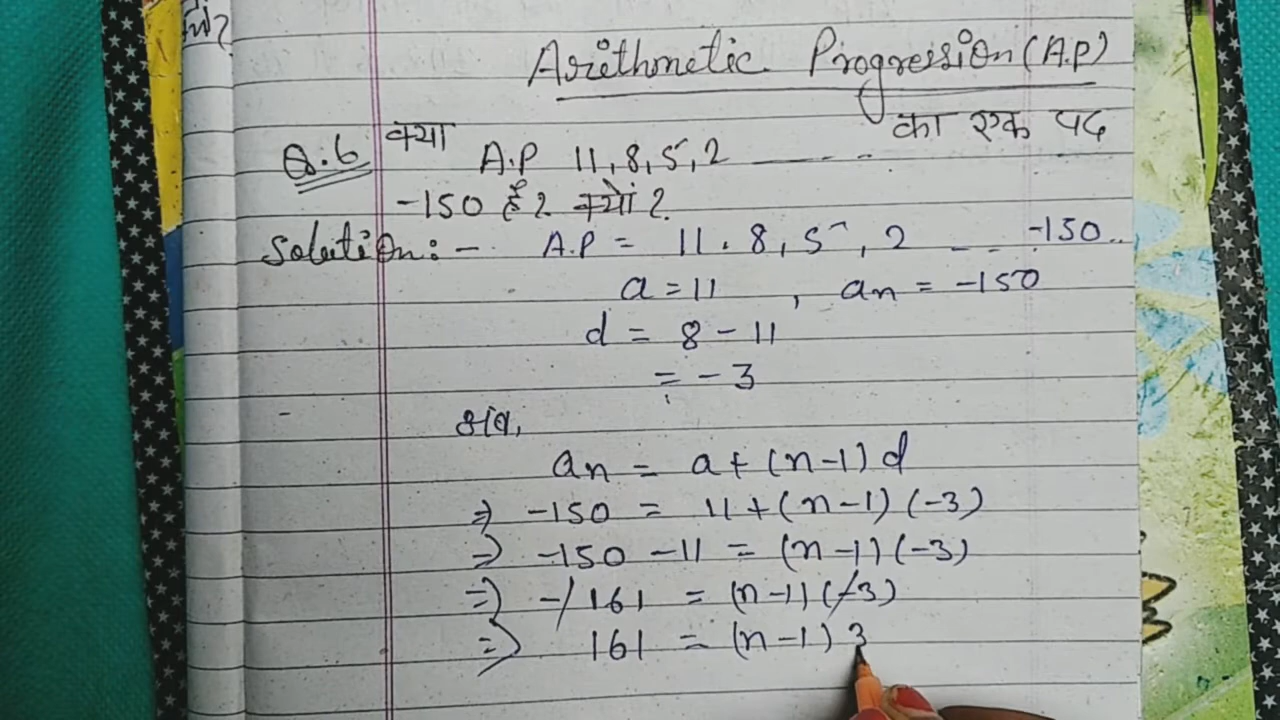 Arithmetic Progression (A.P)
Q.6 क्या A.P 11, 8, 5, 2 ---- का एक पद
-150 है? क्यों?
Solution:- A.P = 11, 8, 5, 2 -- -150..
a = 11 , an = -150
d = 8 - 11
= -3
अब,
an = a + (n-1) d
⇒ -150 = 11 + (n-1) (-3)
⇒ -150 - 11 = (n-1) (-3)
⇒ -161 = (n-1) (-3)
⇒ 161 = (n-1) 3